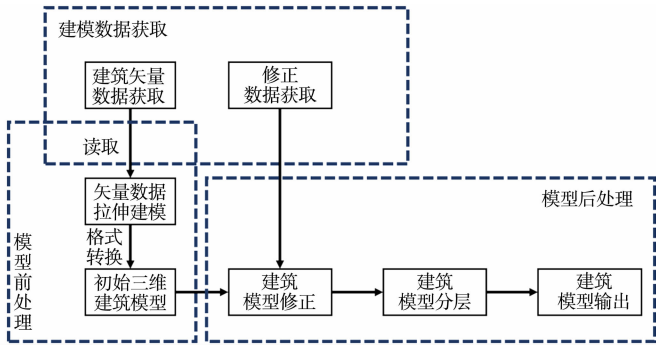 建模数据获取
建筑矢量
数据获取
修正
数据获取
读取
矢量数据
拉伸建模
模型后处理
格式
转换
模
型
前
处
理
初始三维
建筑模型
建筑
模型修正
建筑
模型分层
建筑
模型输出